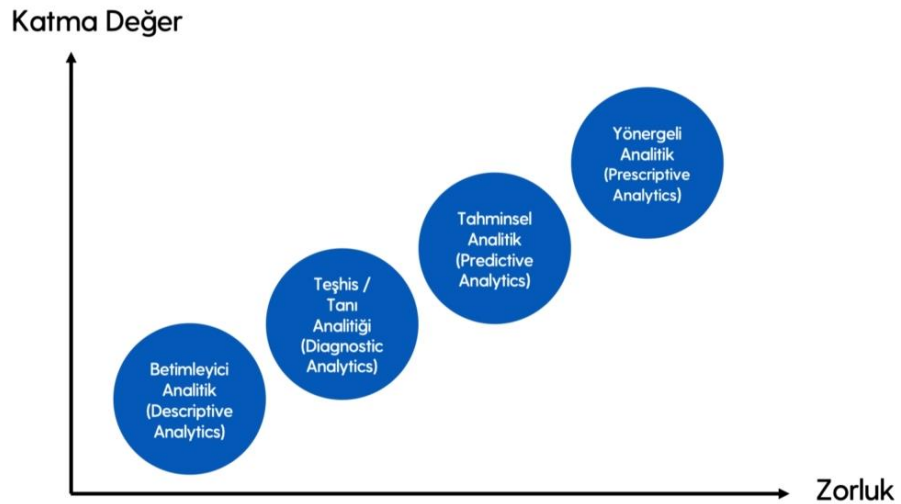 Katma Değer
Yönergeli
Analitik
(Prescriptive
Analytics)
Tahminsel
Analitik
(Predictive
Analytics)
Teşhis /
Tanı
Analitiği
(Diagnostic
Analytics)
Betimleyici
Analitik
(Descriptive
Analytics)
Zorluk